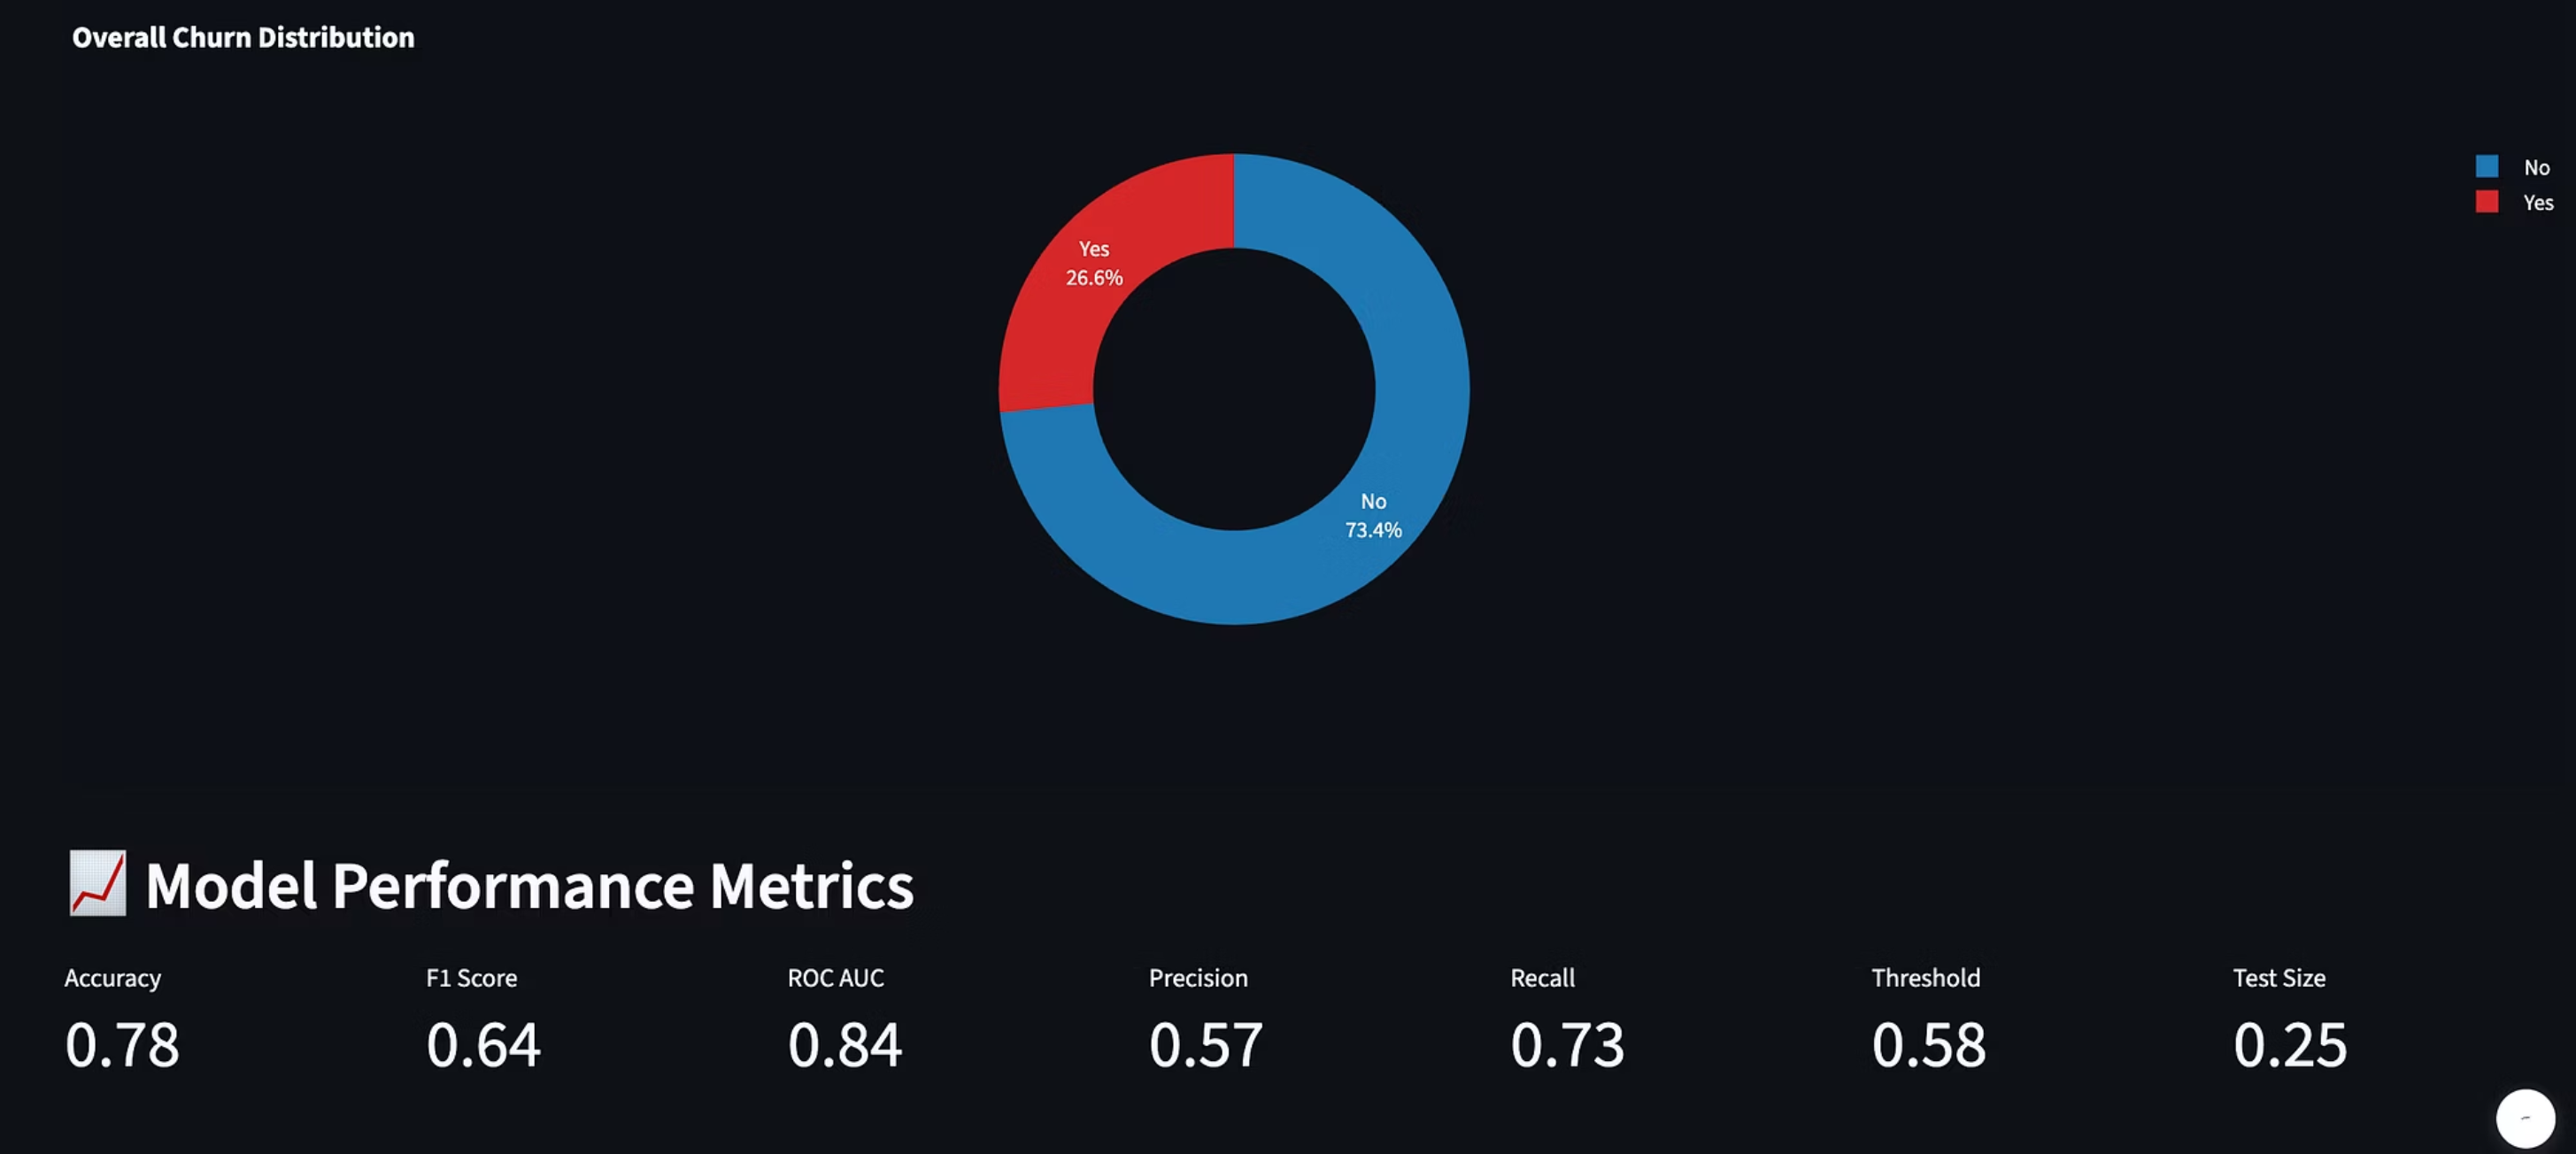 Overall Churn Distribution
No
Yes
Yes
26.6%
No
73.4%
📈 Model Performance Metrics
Accuracy
F1 Score
ROC AUC
Precision
Recall
Threshold
Test Size
0.78
0.64
0.84
0.57
0.73
0.58
0.25